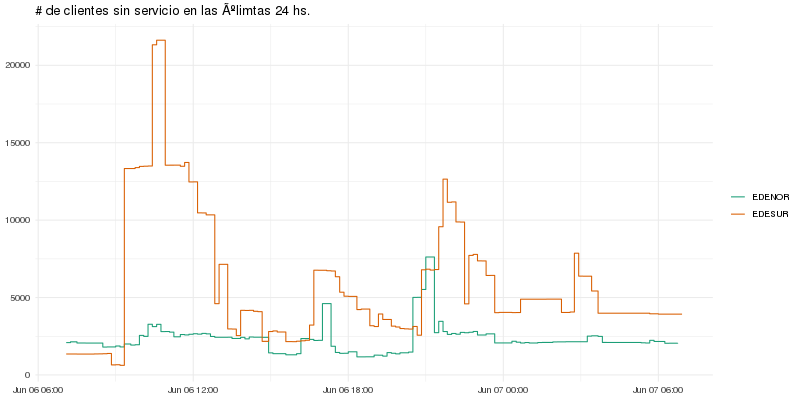 # de clientes sin servicio en las Ãºlimtas 24 hs.
20000
15000
10000
5000
0
Jun 06 06:00 Jun 06 12:00 Jun 06 18:00 Jun 07 00:00 Jun 07 06:00
EDENOR
EDESUR